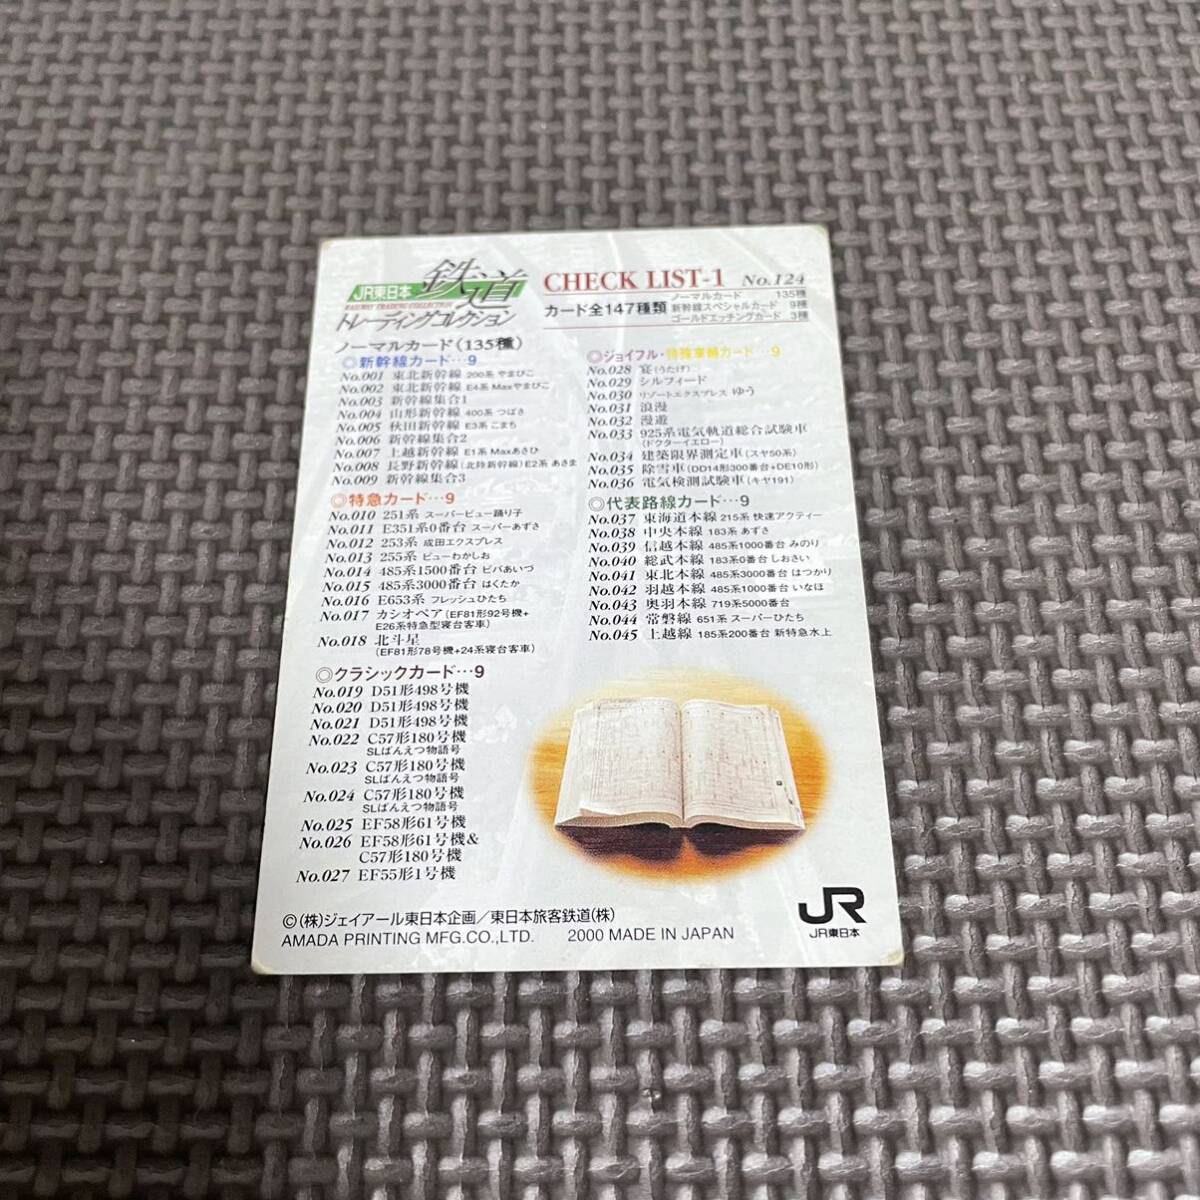 JR東日本
鉄道
RAILWAY TRADING COLLECTION
トレーディングコレクション
CHECK LIST-1 No.124
カード全147種類
ノーマルカード 135種
新幹線スペシャルカード 9種
ゴールドエッチングカード 3種
ノーマルカード(135種)
◎新幹線カード…9
No.001 東北新幹線 200系 やまびこ
No.002 東北新幹線 E4系 Maxやまびこ
No.003 新幹線集合1
No.004 山形新幹線 400系 つばさ
No.005 秋田新幹線 E3系 こまち
No.006 新幹線集合2
No.007 上越新幹線 E1系 Maxあさひ
No.008 長野新幹線(北陸新幹線)E2系 あさま
No.009 新幹線集合3
◎特急カード…9
No.010 251系 スーパービュー踊り子
No.011 E351系0番台 スーパーあずさ
No.012 253系 成田エクスプレス
No.013 255系 ビューわかしお
No.014 485系1500番台 ビバあいづ
No.015 485系3000番台 はくたか
No.016 E653系 フレッシュひたち
No.017 カシオペア(EF81形92号機+
E26系特急型寝台客車)
No.018 北斗星
(EF81形78号機+24系寝台客車)
◎クラシックカード…9
No.019 D51形498号機
No.020 D51形498号機
No.021 D51形498号機
No.022 C57形180号機
SLばんえつ物語号
No.023 C57形180号機
SLばんえつ物語号
No.024 C57形180号機
SLばんえつ物語号
No.025 EF58形61号機
No.026 EF58形61号機&
C57形180号機
No.027 EF55形1号機
◎ジョイフル・特殊車輌カード…9
No.028 宴(うたげ)
No.029 シルフィード
No.030 リゾートエクスプレス ゆう
No.031 浪漫
No.032 漫遊
No.033 925系電気軌道総合試験車
(ドクターイエロー)
No.034 建築限界測定車(スヤ50系)
No.035 除雪車(DD14形300番台+DE10形)
No.036 電気検測試験車(キヤ191)
◎代表路線カード…9
No.037 東海道本線 215系 快速アクティー
No.038 中央本線 183系 あずさ
No.039 信越本線 485系1000番台 みのり
No.040 総武本線 183系0番台 しおさい
No.041 東北本線 485系3000番台 はつかり
No.042 羽越本線 485系1000番台 いなほ
No.043 奥羽本線 719系5000番台
No.044 常磐線 651系 スーパーひたち
No.045 上越線 185系200番台 新特急水上
©(株)ジェイアール東日本企画/東日本旅客鉄道(株)
AMADA PRINTING MFG.CO.,LTD. 2000 MADE IN JAPAN
JR
JR東日本